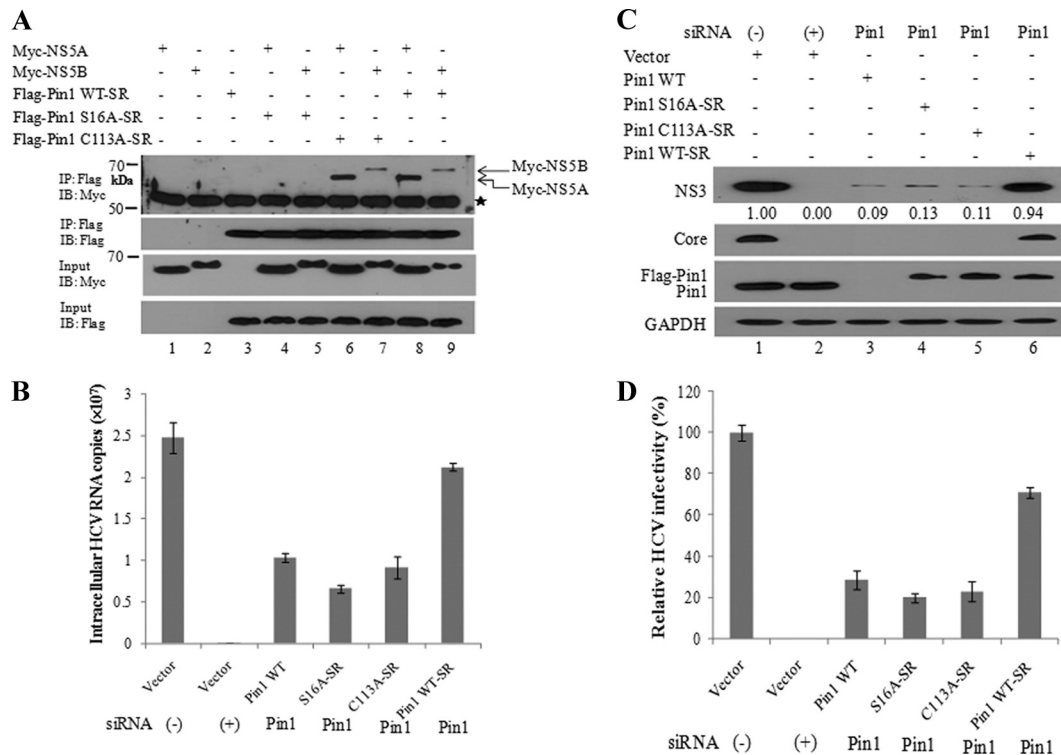 A
Myc-NS5A + - - + - + - + -
Myc-NS5B - + - - + - + - +
Flag-Pin1 WT-SR - - + - - - - + +
Flag-Pin1 S16A-SR - - - + + - - - -
Flag-Pin1 C113A-SR - - - - - + + - -
70
kDa
50
IP: Flag
IB: Myc
Myc-NS5B
Myc-NS5A
★
IP: Flag
IB: Flag
70
Input
IB: Myc
Input
IB: Flag
1 2 3 4 5 6 7 8 9
B
Intracellular HCV RNA copies (×10⁷)
3
2.5
2
1.5
1
0.5
0
Vector Vector Pin1 WT S16A-SR C113A-SR Pin1 WT-SR
siRNA (-) (+) Pin1 Pin1 Pin1 Pin1
C
siRNA (-) (+) Pin1 Pin1 Pin1 Pin1
Vector + +
Pin1 WT +
Pin1 S16A-SR +
Pin1 C113A-SR +
Pin1 WT-SR +
NS3
1.00 0.00 0.09 0.13 0.11 0.94
Core
Flag-Pin1
Pin1
GAPDH
1 2 3 4 5 6
D
Relative HCV infectivity (%)
120
100
80
60
40
20
0
Vector Vector Pin1 WT S16A-SR C113A-SR Pin1 WT-SR
siRNA (-) (+) Pin1 Pin1 Pin1 Pin1